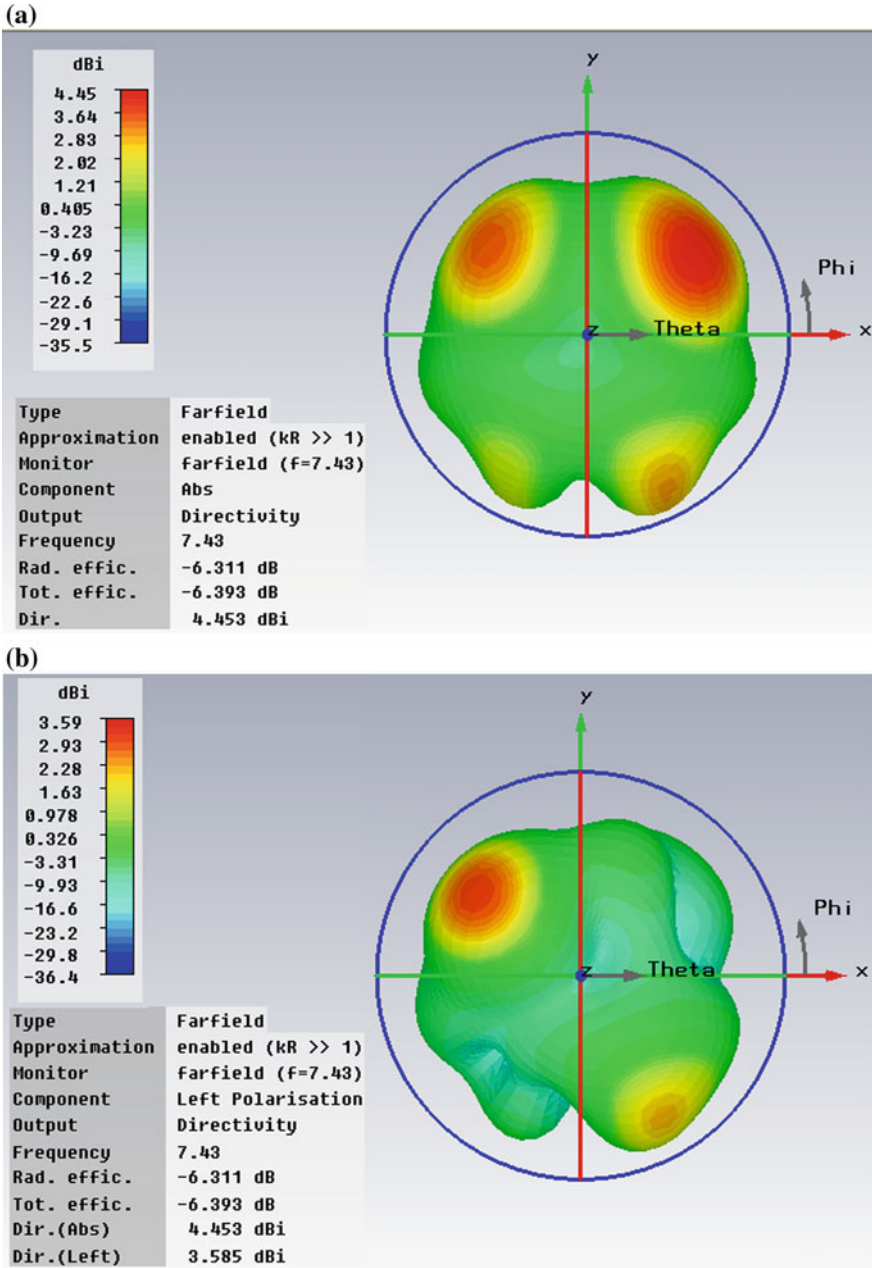 (a)
dBi
4.45
3.64
2.83
2.02
1.21
0.405
-3.23
-9.69
-16.2
-22.6
-29.1
-35.5
y
Phi
z Theta x
Type Farfield
Approximation enabled (kR >> 1)
Monitor farfield (f=7.43)
Component Abs
Output Directivity
Frequency 7.43
Rad. effic. -6.311 dB
Tot. effic. -6.393 dB
Dir. 4.453 dBi
(b)
dBi
3.59
2.93
2.28
1.63
0.978
0.326
-3.31
-9.93
-16.6
-23.2
-29.8
-36.4
y
Phi
z Theta x
Type Farfield
Approximation enabled (kR >> 1)
Monitor farfield (f=7.43)
Component Left Polarisation
Output Directivity
Frequency 7.43
Rad. effic. -6.311 dB
Tot. effic. -6.393 dB
Dir.(Abs) 4.453 dBi
Dir.(Left) 3.585 dBi